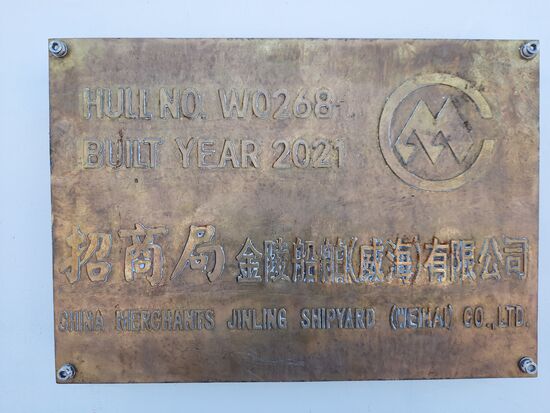 HULL NO. W0268
BUILT YEAR 2021
招商局金陵船舶(威海)有限公司
CHINA MERCHANTS JINLING SHIPYARD (WEIHAI) CO., LTD.